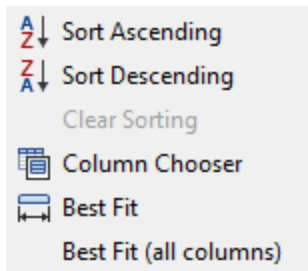 Sort Ascending
Sort Descending
Clear Sorting
Column Chooser
Best Fit
Best Fit (all columns)